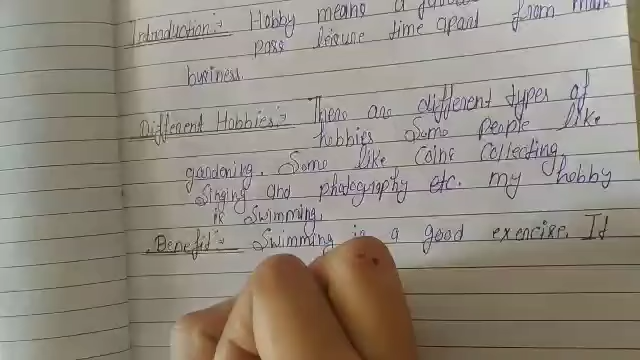 Introduction:- Hobby means a
pass leisure time apart from main
business.
Different Hobbies:- There are different types of
hobbies Some people like
gardening. Some like, Coins Collecting
Singing and photography etc. my hobby
is Swimming.
Benefit:- Swimming is a good exercise. It